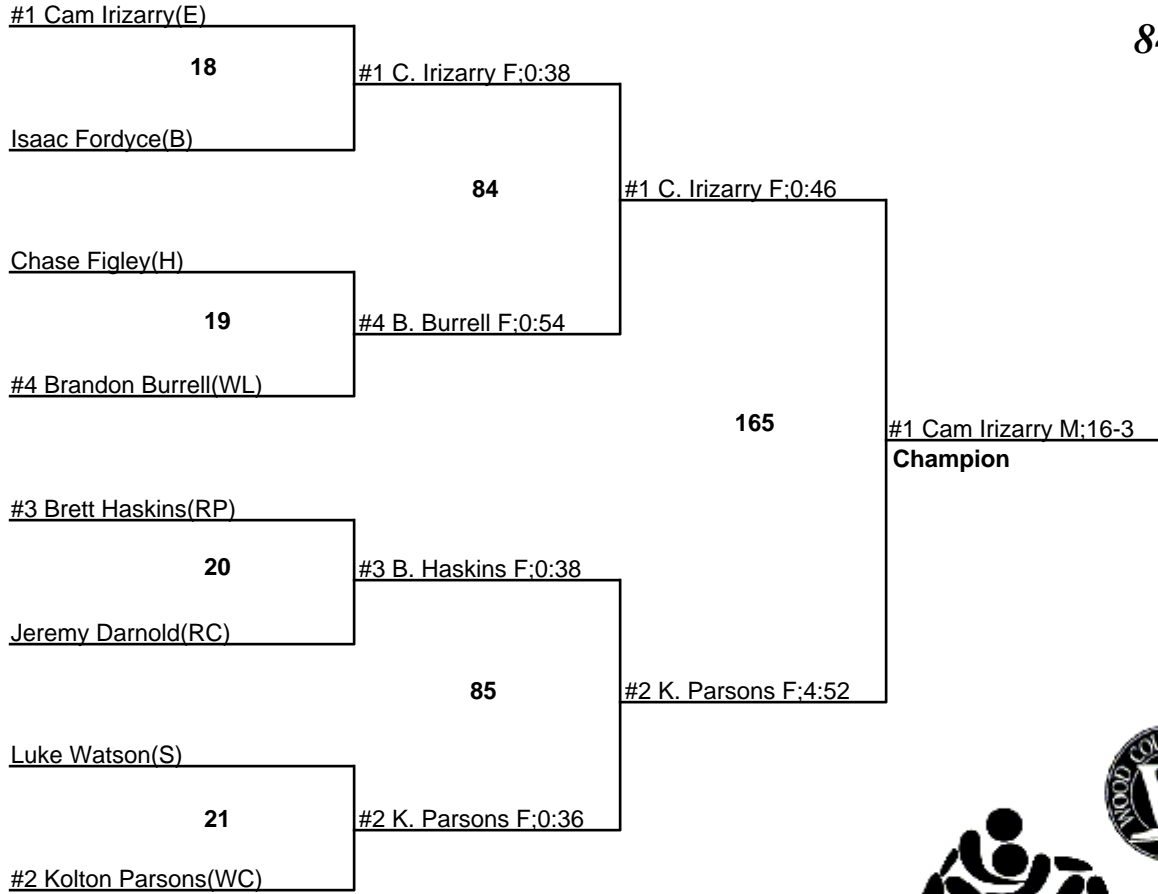 #1 Cam Irizarry(E)
18
#1 C. Irizarry F;0:38
Isaac Fordyce(B)
84
#1 C. Irizarry F;0:46
Chase Figley(H)
19
#4 B. Burrell F;0:54
#4 Brandon Burrell(WL)
165
#1 Cam Irizarry M;16-3
Champion
#3 Brett Haskins(RP)
20
#3 B. Haskins F;0:38
Jeremy Darnold(RC)
85
#2 K. Parsons F;4:52
Luke Watson(S)
21
#2 K. Parsons F;0:36
#2 Kolton Parsons(WC)
WOOD